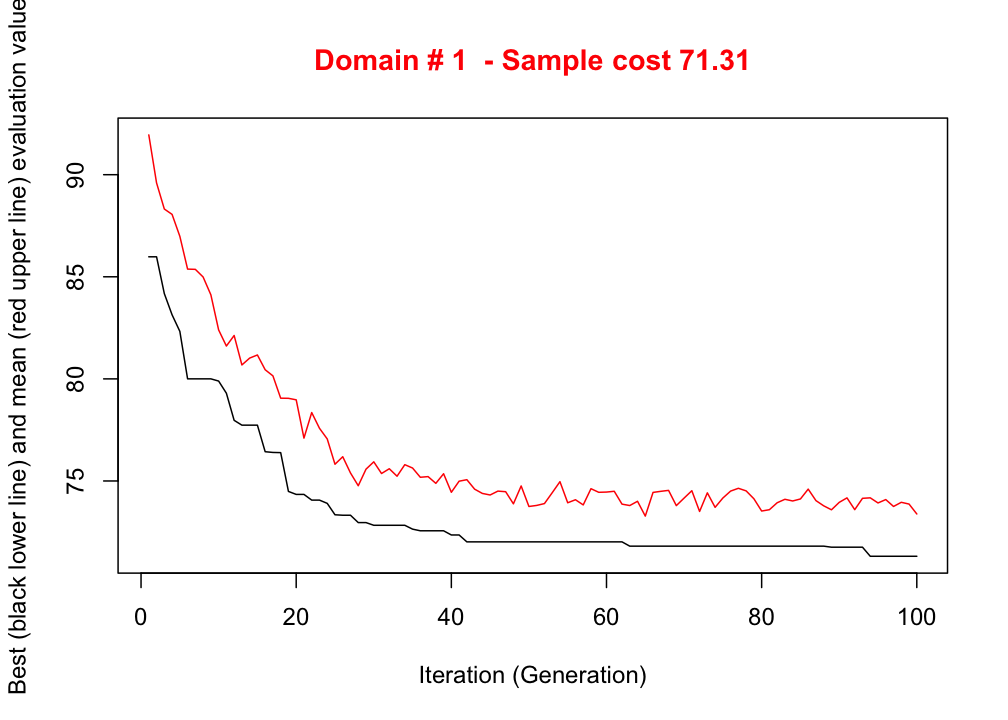 Domain # 1  - Sample cost 71.31
Best (black lower line) and mean (red upper line) evaluation value
90
85
80
75
0 20 40 60 80 100
Iteration (Generation)